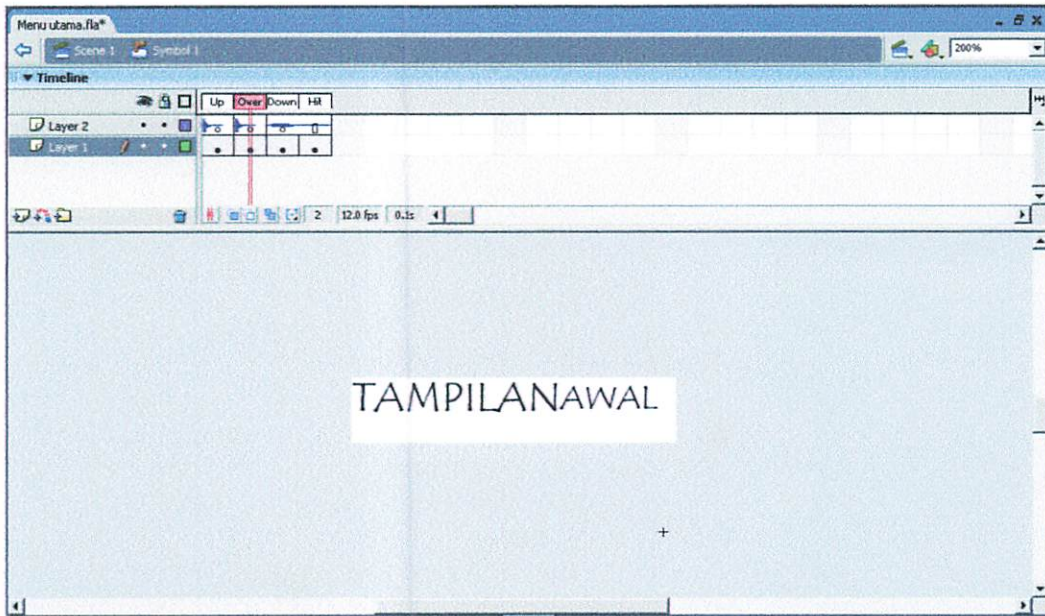 Menu utama.fla*
Scene 1 Symbol 1 200%
Timeline
Up Over Down Hit
Layer 2
Layer 1
2 12.0 fps 0.1s
TAMPILANAWAL